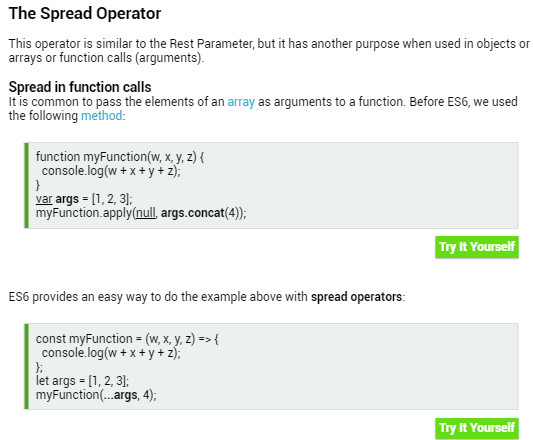 The Spread Operator
This operator is similar to the Rest Parameter, but it has another purpose when used in objects or
arrays or function calls (arguments).
Spread in function calls
It is common to pass the elements of an array as arguments to a function. Before ES6, we used
the following method:
function myFunction(w, x, y, z) {
console.log(w + x + y + z);
}
var args = [1, 2, 3];
myFunction.apply(null, args.concat(4));
Try It Yourself
ES6 provides an easy way to do the example above with spread operators:
const myFunction = (w, x, y, z) => {
console.log(w + x + y + z);
};
let args = [1, 2, 3];
myFunction(...args, 4);
Try It Yourself